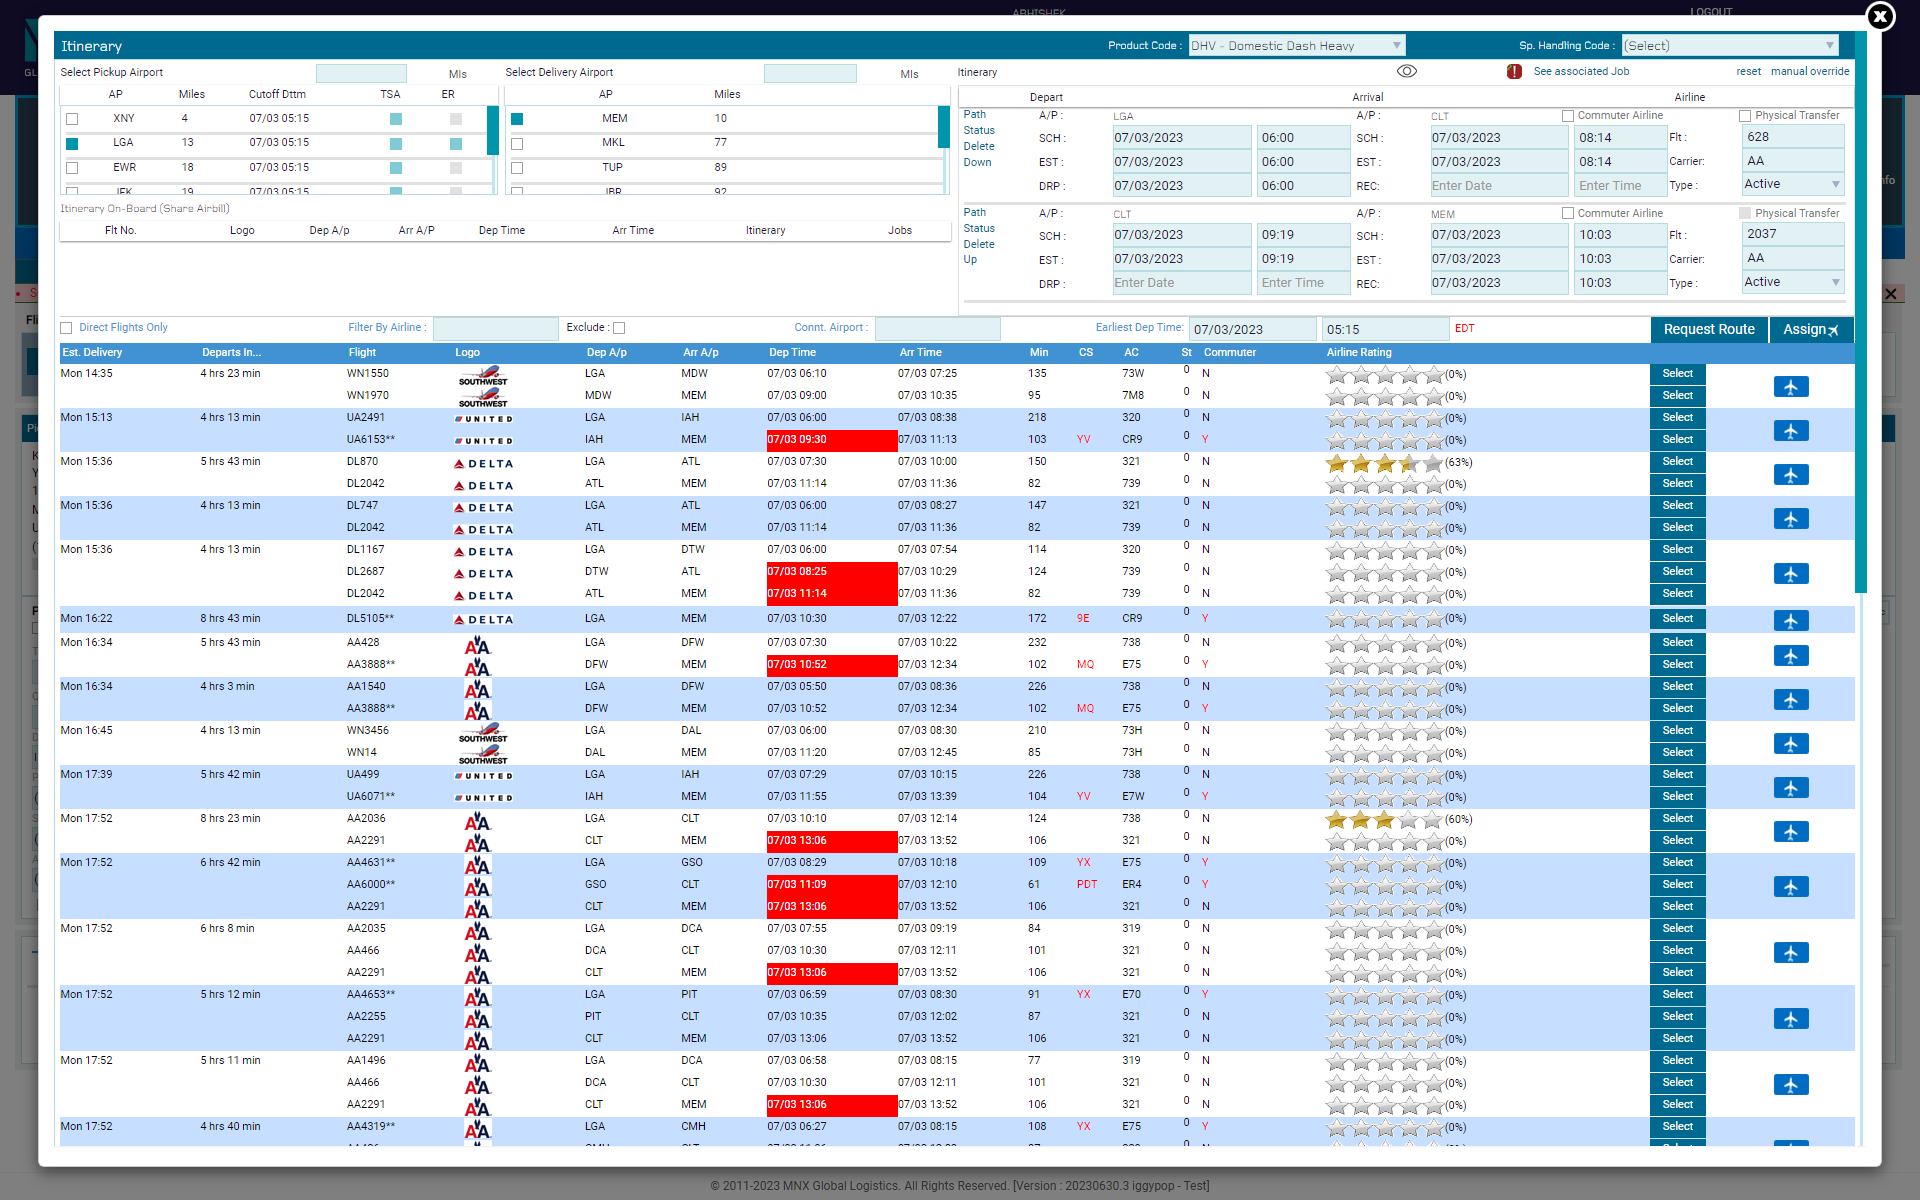 ABHISHEK LOGOUT
Itinerary Product Code : DHV - Domestic Dash Heavy Sp. Handling Code : (Select)
Select Pickup Airport Mls Select Delivery Airport Mls Itinerary See associated Job reset manual override
AP Miles Cutoff Dttm TSA ER
XNY 4 07/03 05:15
LGA 13 07/03 05:15
EWR 18 07/03 05:15
JFK 19 07/03 05:15
AP Miles
MEM 10
MKL 77
TUP 89
JBR 92
Itinerary On-Board (Share Airbill)
Flt No. Logo Dep A/p Arr A/P Dep Time Arr Time Itinerary Jobs
Depart Arrival Airline
Path A/P : LGA A/P : CLT Commuter Airline Physical Transfer
Status SCH : 07/03/2023 06:00 SCH : 07/03/2023 08:14 Flt : 628
Delete EST : 07/03/2023 06:00 EST : 07/03/2023 08:14 Carrier: AA
Down DRP : 07/03/2023 06:00 REC: Enter Date Enter Time Type : Active
Path A/P : CLT A/P : MEM Commuter Airline Physical Transfer
Status SCH : 07/03/2023 09:19 SCH : 07/03/2023 10:03 Flt : 2037
Delete EST : 07/03/2023 09:19 EST : 07/03/2023 10:03 Carrier: AA
Up DRP : Enter Date Enter Time REC: 07/03/2023 10:03 Type : Active
Direct Flights Only Filter By Airline : Exclude : Connt. Airport : Earliest Dep Time: 07/03/2023 05:15 EDT Request Route Assign
Est. Delivery Departs In... Flight Logo Dep A/p Arr A/p Dep Time Arr Time Min CS AC St Commuter Airline Rating
Mon 14:35 4 hrs 23 min WN1550 SOUTHWEST LGA MDW 07/03 06:10 07/03 07:25 135 73W 0 N (0%) Select
WN1970 SOUTHWEST MDW MEM 07/03 09:00 07/03 10:35 95 7M8 0 N (0%) Select
Mon 15:13 4 hrs 13 min UA2491 UNITED LGA IAH 07/03 06:00 07/03 08:38 218 320 0 N (0%) Select
UA6153** UNITED IAH MEM 07/03 09:30 07/03 11:13 103 YV CR9 0 Y (0%) Select
Mon 15:36 5 hrs 43 min DL870 DELTA LGA ATL 07/03 07:30 07/03 10:00 150 321 0 N (63%) Select
DL2042 DELTA ATL MEM 07/03 11:14 07/03 11:36 82 739 0 N (0%) Select
Mon 15:36 4 hrs 13 min DL747 DELTA LGA ATL 07/03 06:00 07/03 08:27 147 321 0 N (0%) Select
DL2042 DELTA ATL MEM 07/03 11:14 07/03 11:36 82 739 0 N (0%) Select
Mon 15:36 4 hrs 13 min DL1167 DELTA LGA DTW 07/03 06:00 07/03 07:54 114 320 0 N (0%) Select
DL2687 DELTA DTW ATL 07/03 08:25 07/03 10:29 124 739 0 N (0%) Select
DL2042 DELTA ATL MEM 07/03 11:14 07/03 11:36 82 739 0 N (0%) Select
Mon 16:22 8 hrs 43 min DL5105** DELTA LGA MEM 07/03 10:30 07/03 12:22 172 9E CR9 0 Y (0%) Select
Mon 16:34 5 hrs 43 min AA428 AA LGA DFW 07/03 07:30 07/03 10:22 232 738 0 N (0%) Select
AA3888** AA DFW MEM 07/03 10:52 07/03 12:34 102 MQ E75 0 Y (0%) Select
Mon 16:34 4 hrs 3 min AA1540 AA LGA DFW 07/03 05:50 07/03 08:36 226 738 0 N (0%) Select
AA3888** AA DFW MEM 07/03 10:52 07/03 12:34 102 MQ E75 0 Y (0%) Select
Mon 16:45 4 hrs 13 min WN3456 SOUTHWEST LGA DAL 07/03 06:00 07/03 08:30 210 73H 0 N (0%) Select
WN14 SOUTHWEST DAL MEM 07/03 11:20 07/03 12:45 85 73H 0 N (0%) Select
Mon 17:39 5 hrs 42 min UA499 UNITED LGA IAH 07/03 07:29 07/03 10:15 226 738 0 N (0%) Select
UA6071** UNITED IAH MEM 07/03 11:55 07/03 13:39 104 YV E7W 0 Y (0%) Select
Mon 17:52 8 hrs 23 min AA2036 AA LGA CLT 07/03 10:10 07/03 12:14 124 738 0 N (60%) Select
AA2291 AA CLT MEM 07/03 13:06 07/03 13:52 106 321 0 N (0%) Select
Mon 17:52 6 hrs 42 min AA4631** AA LGA GSO 07/03 08:29 07/03 10:18 109 YX E75 0 Y (0%) Select
AA6000** AA GSO CLT 07/03 11:09 07/03 12:10 61 PDT ER4 0 Y (0%) Select
AA2291 AA CLT MEM 07/03 13:06 07/03 13:52 106 321 0 N (0%) Select
Mon 17:52 6 hrs 8 min AA2035 AA LGA DCA 07/03 07:55 07/03 09:19 84 319 0 N (0%) Select
AA466 AA DCA CLT 07/03 10:30 07/03 12:11 101 321 0 N (0%) Select
AA2291 AA CLT MEM 07/03 13:06 07/03 13:52 106 321 0 N (0%) Select
Mon 17:52 5 hrs 12 min AA4653** AA LGA PIT 07/03 06:59 07/03 08:30 91 YX E70 0 Y (0%) Select
AA2255 AA PIT CLT 07/03 10:35 07/03 12:02 87 321 0 N (0%) Select
AA2291 AA CLT MEM 07/03 13:06 07/03 13:52 106 321 0 N (0%) Select
Mon 17:52 5 hrs 11 min AA1496 AA LGA DCA 07/03 06:58 07/03 08:15 77 319 0 N (0%) Select
AA466 AA DCA CLT 07/03 10:30 07/03 12:11 101 321 0 N (0%) Select
AA2291 AA CLT MEM 07/03 13:06 07/03 13:52 106 321 0 N (0%) Select
Mon 17:52 4 hrs 40 min AA4319** AA LGA CMH 07/03 06:27 07/03 08:15 108 YX E75 0 Y (0%) Select
© 2011-2023 MNX Global Logistics. All Rights Reserved. [Version : 20230630.3 iggypop - Test]